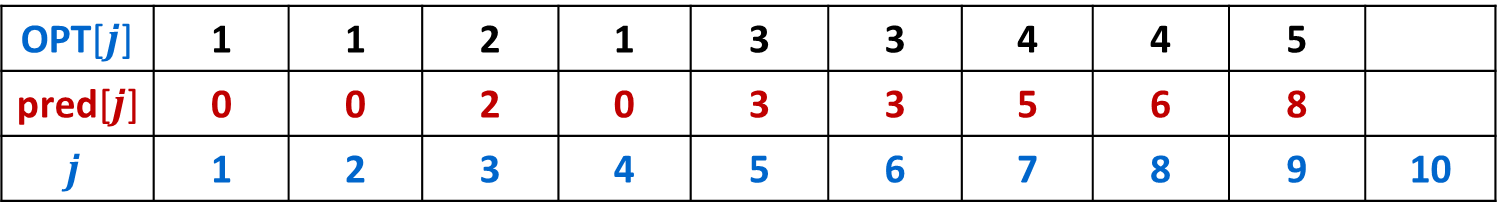 OPT[j] 1 1 2 1 3 3 4 4 5
pred[j] 0 0 2 0 3 3 5 6 8
j 1 2 3 4 5 6 7 8 9 10